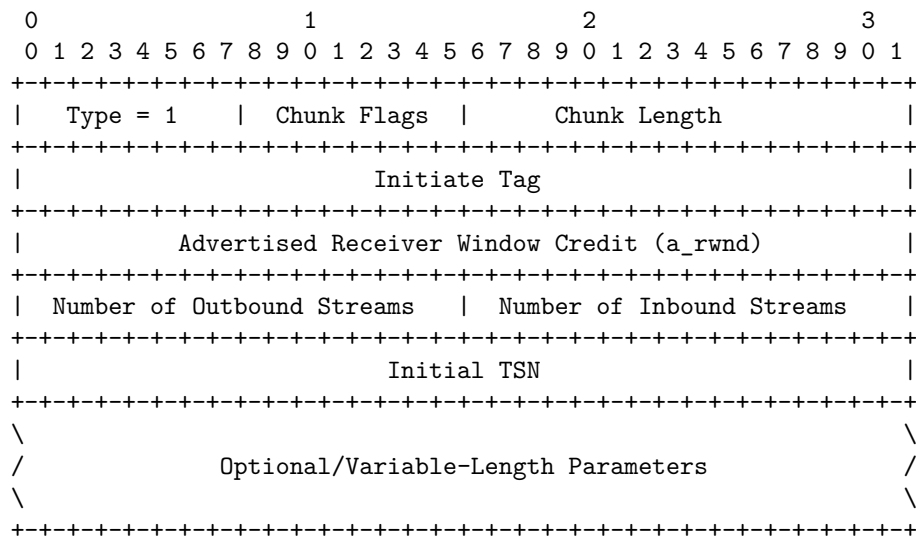 0                   1                   2                   3
 0 1 2 3 4 5 6 7 8 9 0 1 2 3 4 5 6 7 8 9 0 1 2 3 4 5 6 7 8 9 0 1
+-+-+-+-+-+-+-+-+-+-+-+-+-+-+-+-+-+-+-+-+-+-+-+-+-+-+-+-+-+-+-+-+
|   Type = 1    |  Chunk Flags  |      Chunk Length             |
+-+-+-+-+-+-+-+-+-+-+-+-+-+-+-+-+-+-+-+-+-+-+-+-+-+-+-+-+-+-+-+-+
|                         Initiate Tag                          |
+-+-+-+-+-+-+-+-+-+-+-+-+-+-+-+-+-+-+-+-+-+-+-+-+-+-+-+-+-+-+-+-+
|           Advertised Receiver Window Credit (a_rwnd)          |
+-+-+-+-+-+-+-+-+-+-+-+-+-+-+-+-+-+-+-+-+-+-+-+-+-+-+-+-+-+-+-+-+
|  Number of Outbound Streams   |  Number of Inbound Streams    |
+-+-+-+-+-+-+-+-+-+-+-+-+-+-+-+-+-+-+-+-+-+-+-+-+-+-+-+-+-+-+-+-+
|                          Initial TSN                          |
+-+-+-+-+-+-+-+-+-+-+-+-+-+-+-+-+-+-+-+-+-+-+-+-+-+-+-+-+-+-+-+-+
\                                                               \
/              Optional/Variable-Length Parameters              /
\                                                               \
+-+-+-+-+-+-+-+-+-+-+-+-+-+-+-+-+-+-+-+-+-+-+-+-+-+-+-+-+-+-+-+-+